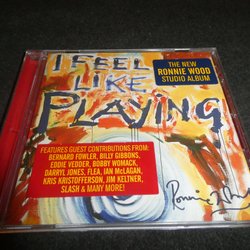 I FEEL
LIKE
PLAYING
THE NEW
RONNIE WOOD
STUDIO ALBUM
FEATURES GUEST CONTRIBUTIONS FROM:
BERNARD FOWLER, BILLY GIBBONS,
EDDIE VEDDER, BOBBY WOMACK,
DARRYL JONES, FLEA, IAN McLAGAN,
KRIS KRISTOFFERSON, JIM KELTNER,
SLASH & MANY MORE!
Ronnie